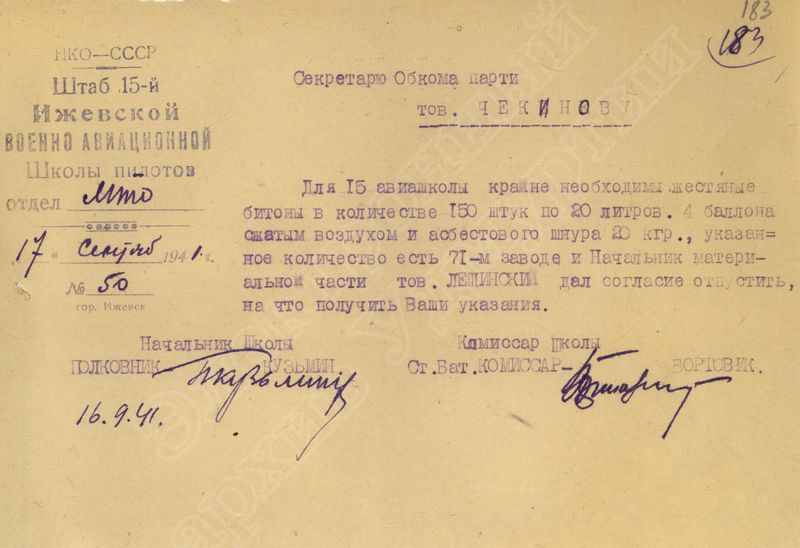 183
183
НКО—СССР
Штаб 15-й
Ижевской
ВОЕННО АВИАЦИОННОЙ
Школы пилотов
отдел Мто
17 " сентяб 1941 г.
№ 50
гор. Ижевск
Секретарю Обкома парти
тов. ЧЕКИНОВУ
Для 15 авиашколы крайне необходимы жестяные
битоны в количестве 150 штук по 20 литров. 4 баллона
сжатым воздухом и асбестового шнура 20 кгр., указан=
ное количество есть 71-м заводе и Начальник матери-
альной части тов. ЛЕЩИНСКИЙ дал согласие отпустить,
на что получить Ваши указания.
Начальник Школы
ПОЛКОВНИК КУЗЬМИН
16.9.41.
Комиссар школы
Ст.Бат.КОМИССАР- БОРТОВИК.